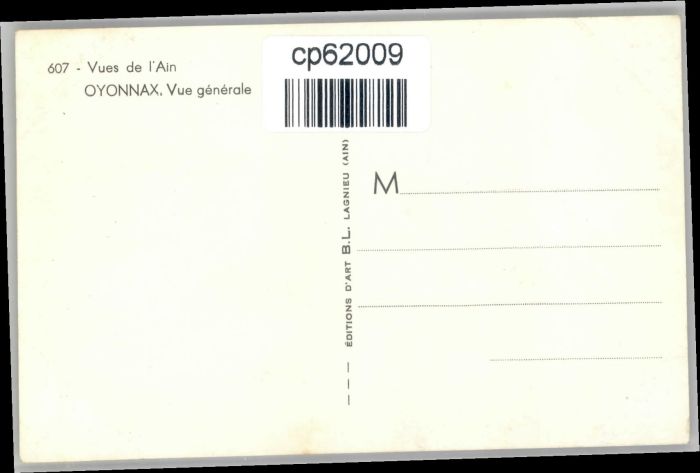 cp62009
607 - Vues de l'Ain
OYONNAX. Vue générale
M
ÉDITIONS D'ART B.L. LAGNIEU (AIN)